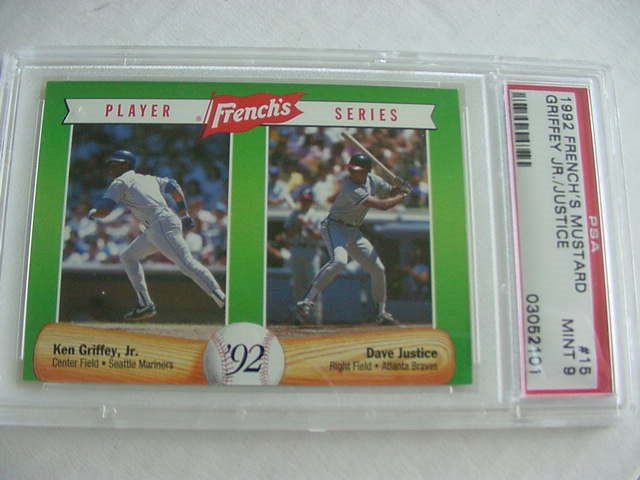 PLAYER French's SERIES
®
Ken Griffey, Jr.
Center Field • Seattle Mariners
'92
Dave Justice
Right Field • Atlanta Braves
1992 FRENCH'S MUSTARD #15
GRIFFEY JR./JUSTICE MINT 9
03052101
PSA